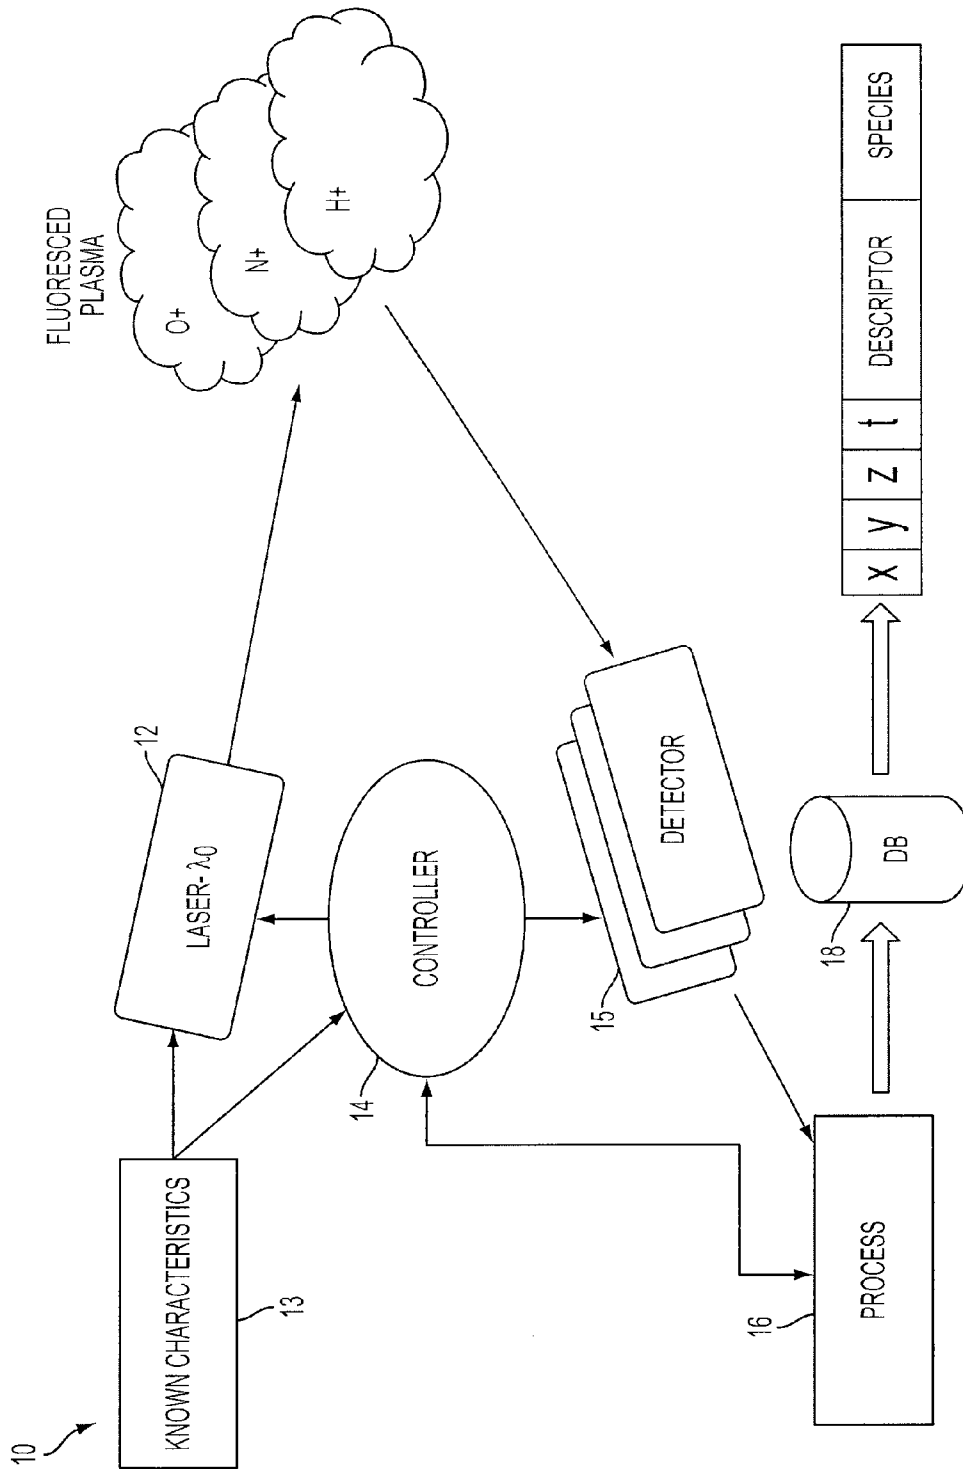 10
KNOWN CHARACTERISTICS
13
LASER- λ0
12
FLUORESCED
PLASMA
O+
N+
H+
CONTROLLER
14
DETECTOR
15
PROCESS
16
DB
18
x y z t DESCRIPTOR SPECIES